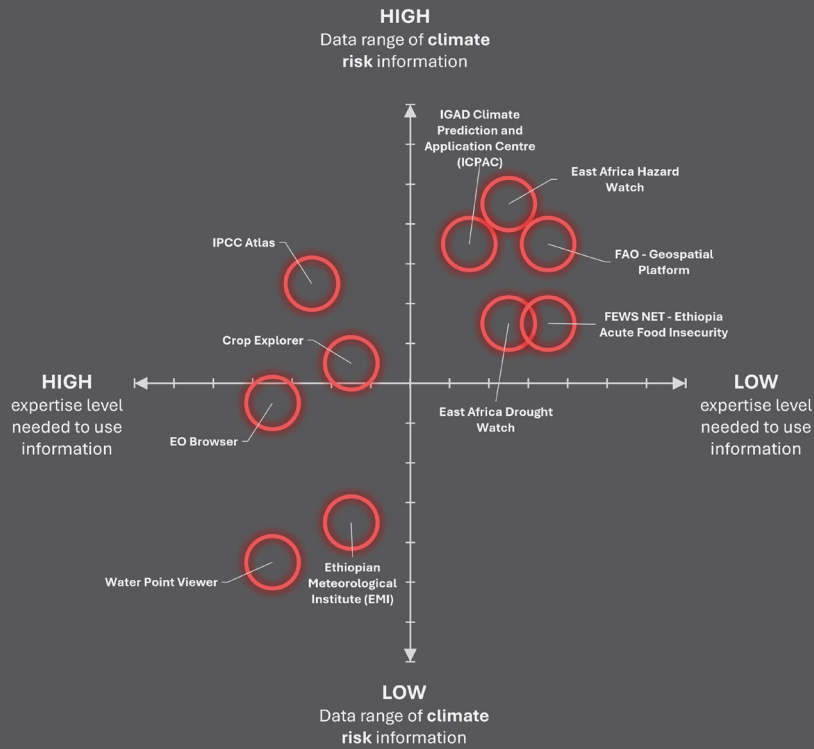 HIGH
Data range of climate
risk information
IGAD Climate
Prediction and
Application Centre
(ICPAC)
East Africa Hazard
Watch
IPCC Atlas
FAO - Geospatial
Platform
FEWS NET - Ethiopia
Acute Food Insecurity
Crop Explorer
HIGH
expertise level
needed to use
information
LOW
expertise level
needed to use
information
East Africa Drought
Watch
EO Browser
Water Point Viewer
Ethiopian
Meteorological
Institute (EMI)
LOW
Data range of climate
risk information